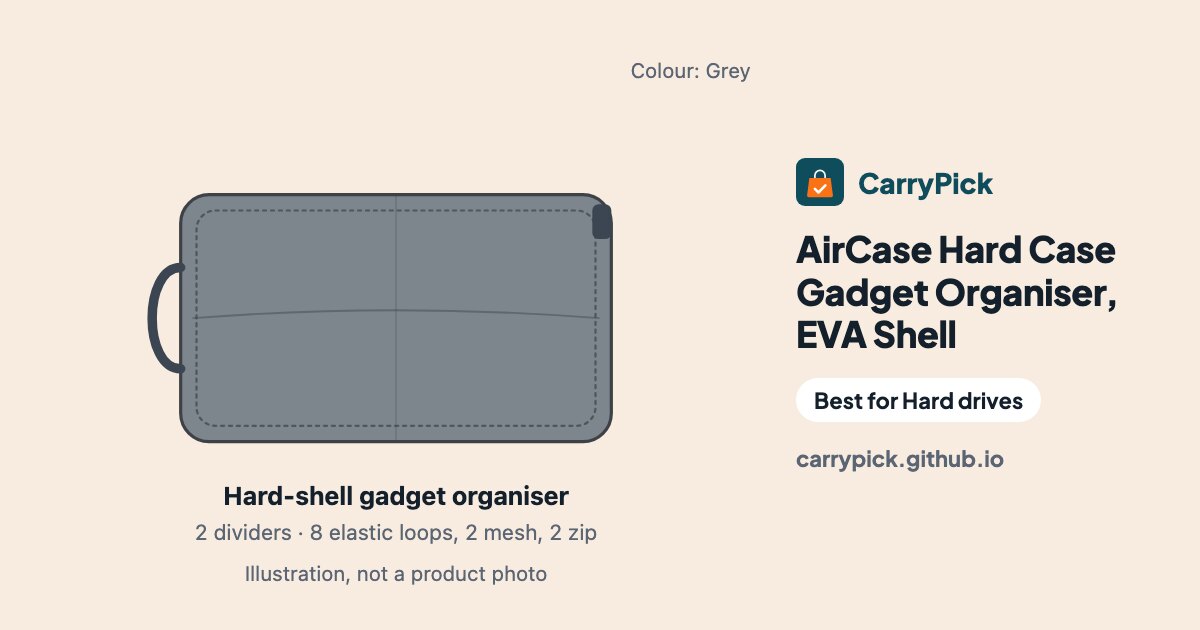 Colour: Grey
CarryPick
AirCase Hard Case
Gadget Organiser,
EVA Shell
Best for Hard drives
carrypick.github.io
Hard-shell gadget organiser
2 dividers · 8 elastic loops, 2 mesh, 2 zip
Illustration, not a product photo